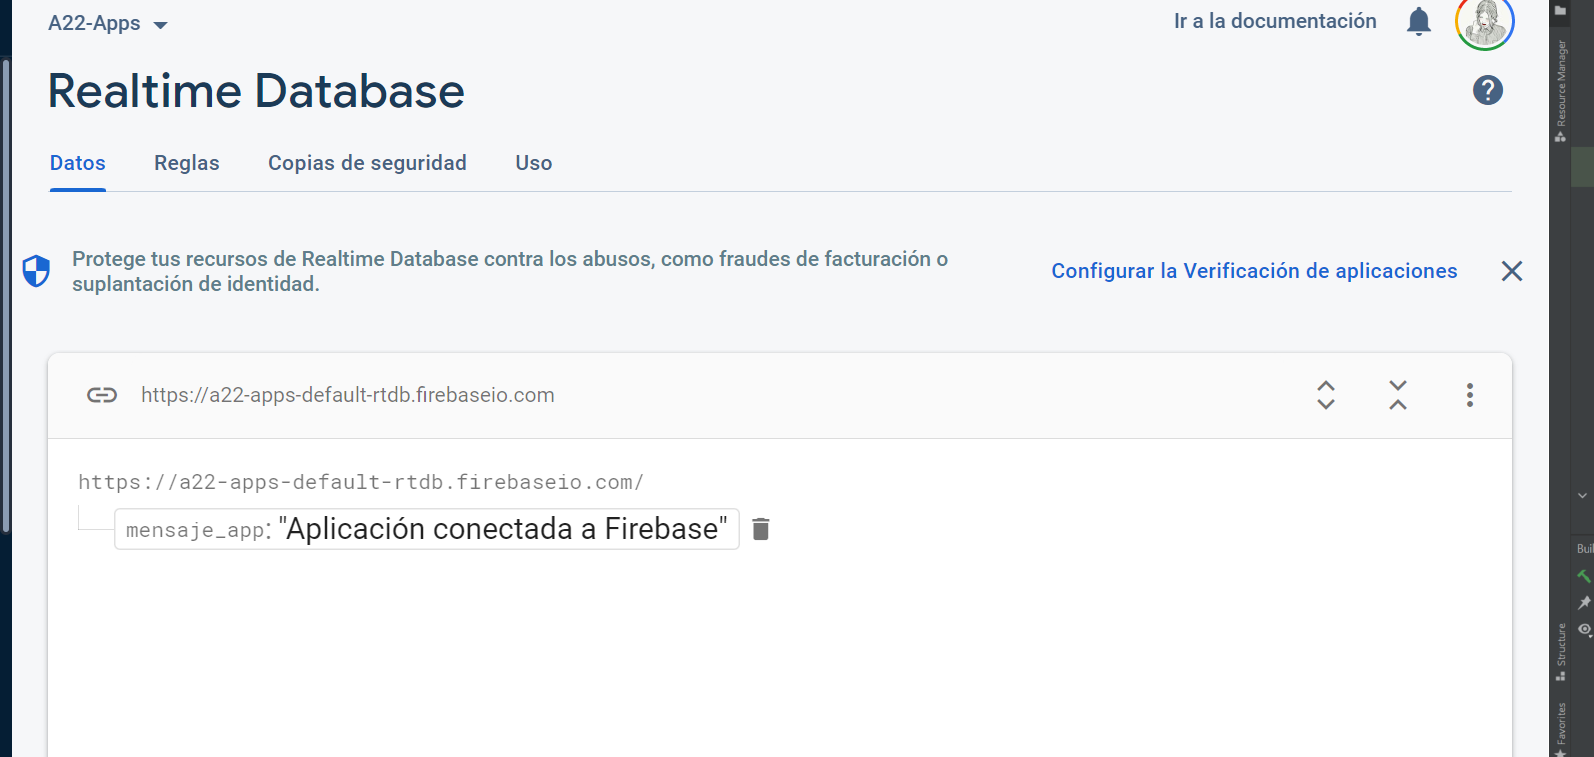 A22-Apps
Ir a la documentación
Realtime Database
?
Datos Reglas Copias de seguridad Uso
Protege tus recursos de Realtime Database contra los abusos, como fraudes de facturación o
suplantación de identidad.
Configurar la Verificación de aplicaciones
https://a22-apps-default-rtdb.firebaseio.com
https://a22-apps-default-rtdb.firebaseio.com/
mensaje_app: "Aplicación conectada a Firebase"
Resource Manager
Buil
Structure
Favorites